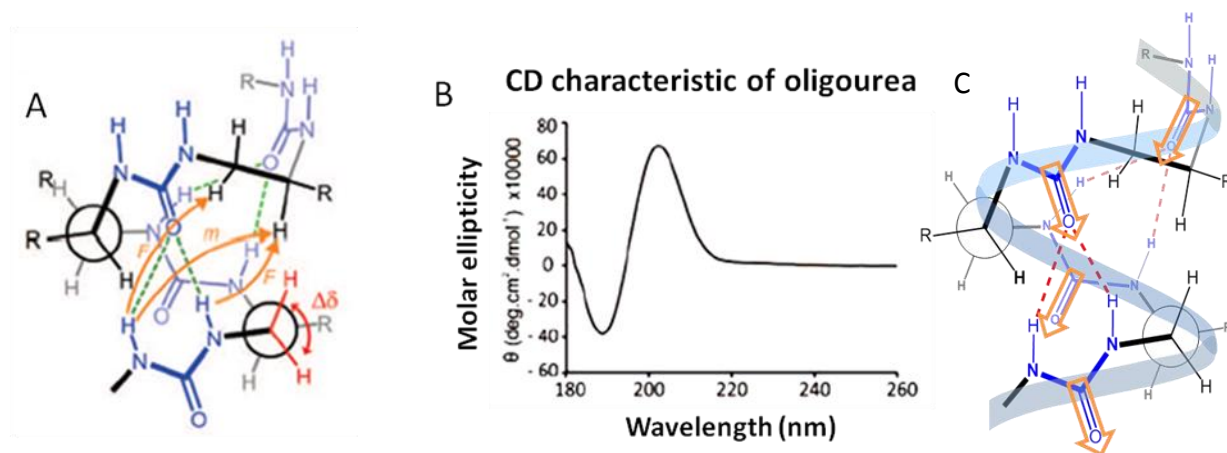 A
H
R N H
N
H H H
N N O
R H H H R
N O
R N F m H
H H H
H N F H
H O H Δδ
R
N N
H H
O
B
CD characteristic of oligourea
Molar ellipticity
θ (deg.cm².dmol⁻¹) x10000
80
60
40
20
0
- 20
- 40
- 60
180 200 220 240 260
Wavelength (nm)
C
H
R N H
H H H N
N N O
H H R
O H
R N H
H H N H
H O H R
N N H
H
O